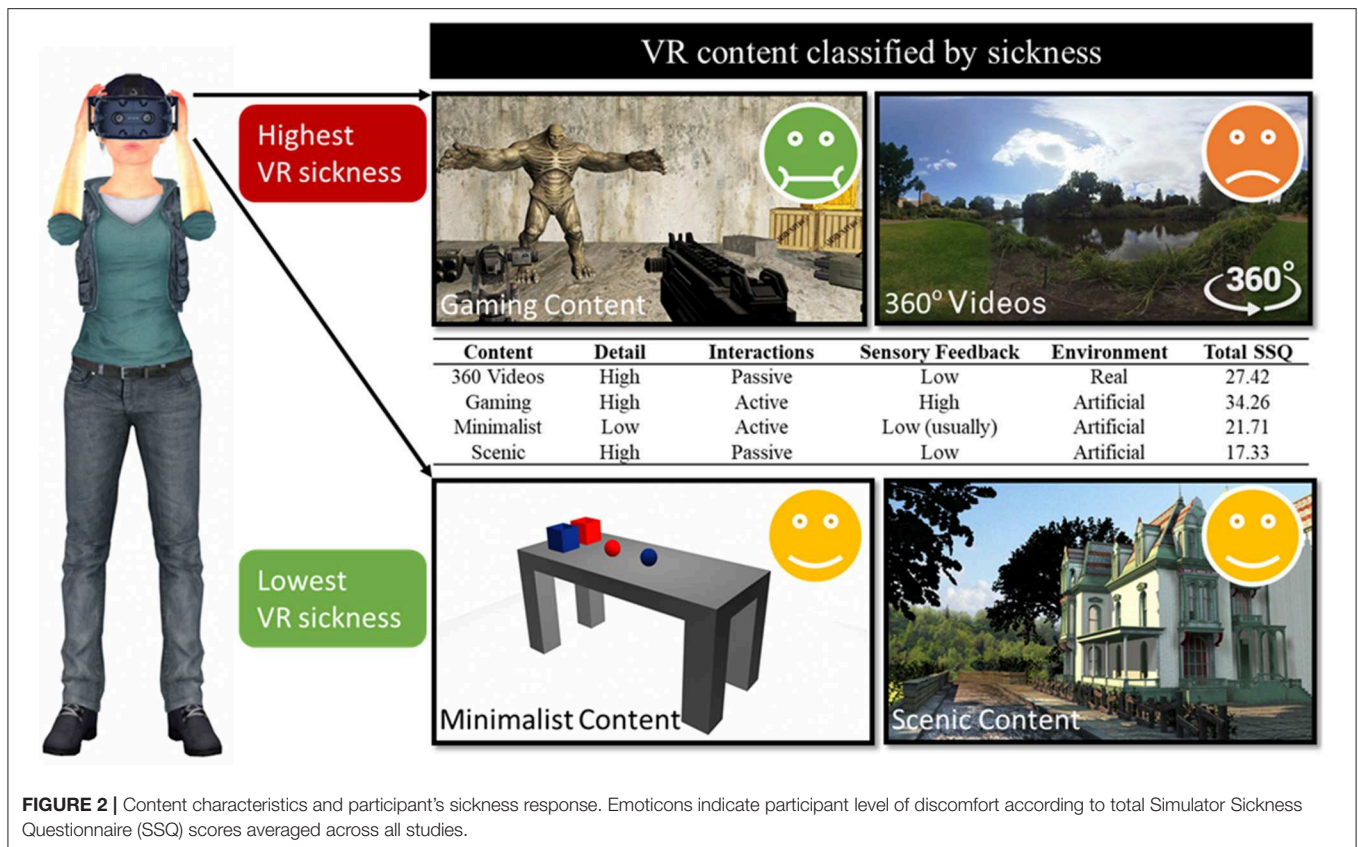 VR content classified by sickness
Highest
VR sickness
Gaming Content
360° Videos
360°
Content Detail Interactions Sensory Feedback Environment Total SSQ
360 Videos High Passive Low Real 27.42
Gaming High Active High Artificial 34.26
Minimalist Low Active Low (usually) Artificial 21.71
Scenic High Passive Low Artificial 17.33
Lowest
VR sickness
Minimalist Content
Scenic Content
FIGURE 2 | Content characteristics and participant's sickness response. Emoticons indicate participant level of discomfort according to total Simulator Sickness
Questionnaire (SSQ) scores averaged across all studies.